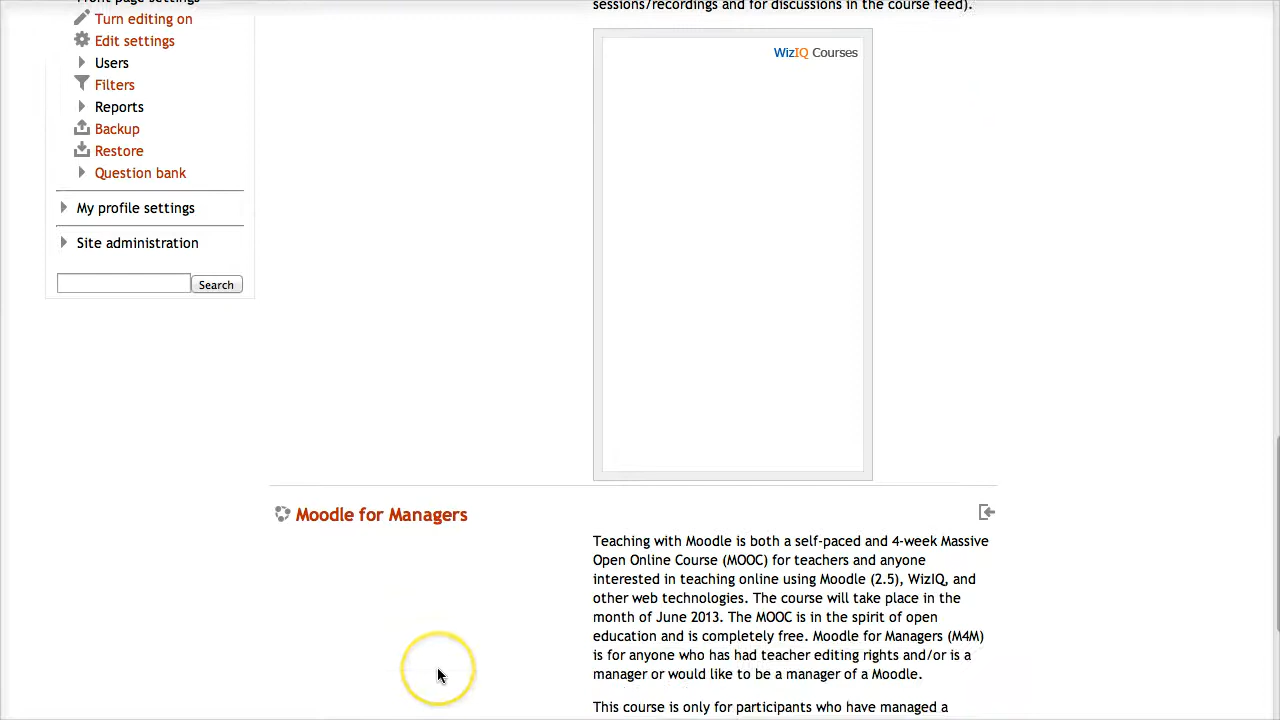 Front page settings
Turn editing on
Edit settings
Users
Filters
Reports
Backup
Restore
Question bank
My profile settings
Site administration
Search
sessions/recordings and for discussions in the course feed).
WizIQ Courses
Moodle for Managers
Teaching with Moodle is both a self-paced and 4-week Massive
Open Online Course (MOOC) for teachers and anyone
interested in teaching online using Moodle (2.5), WizIQ, and
other web technologies. The course will take place in the
month of June 2013. The MOOC is in the spirit of open
education and is completely free. Moodle for Managers (M4M)
is for anyone who has had teacher editing rights and/or is a
manager or would like to be a manager of a Moodle.
This course is only for participants who have managed a